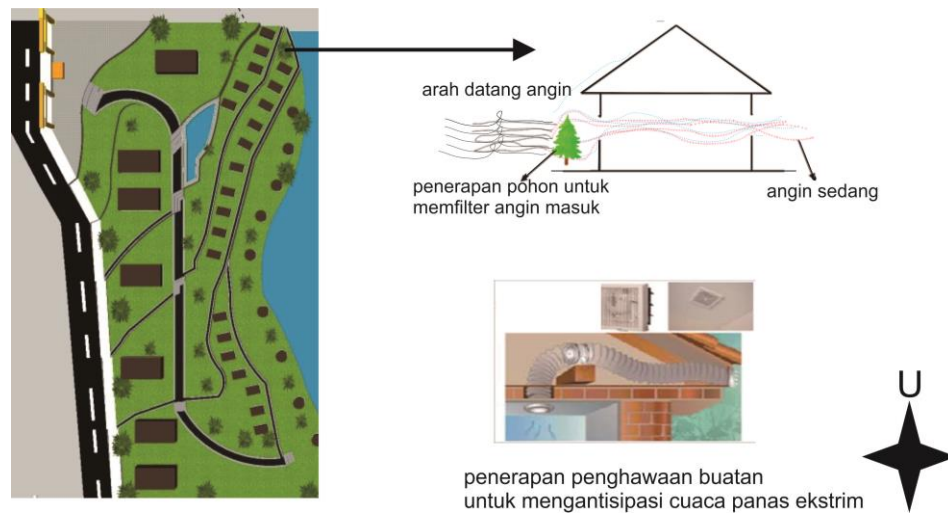 arah datang angin
penerapan pohon untuk
memfilter angin masuk
angin sedang
penerapan penghawaan buatan
untuk mengantisipasi cuaca panas ekstrim
U